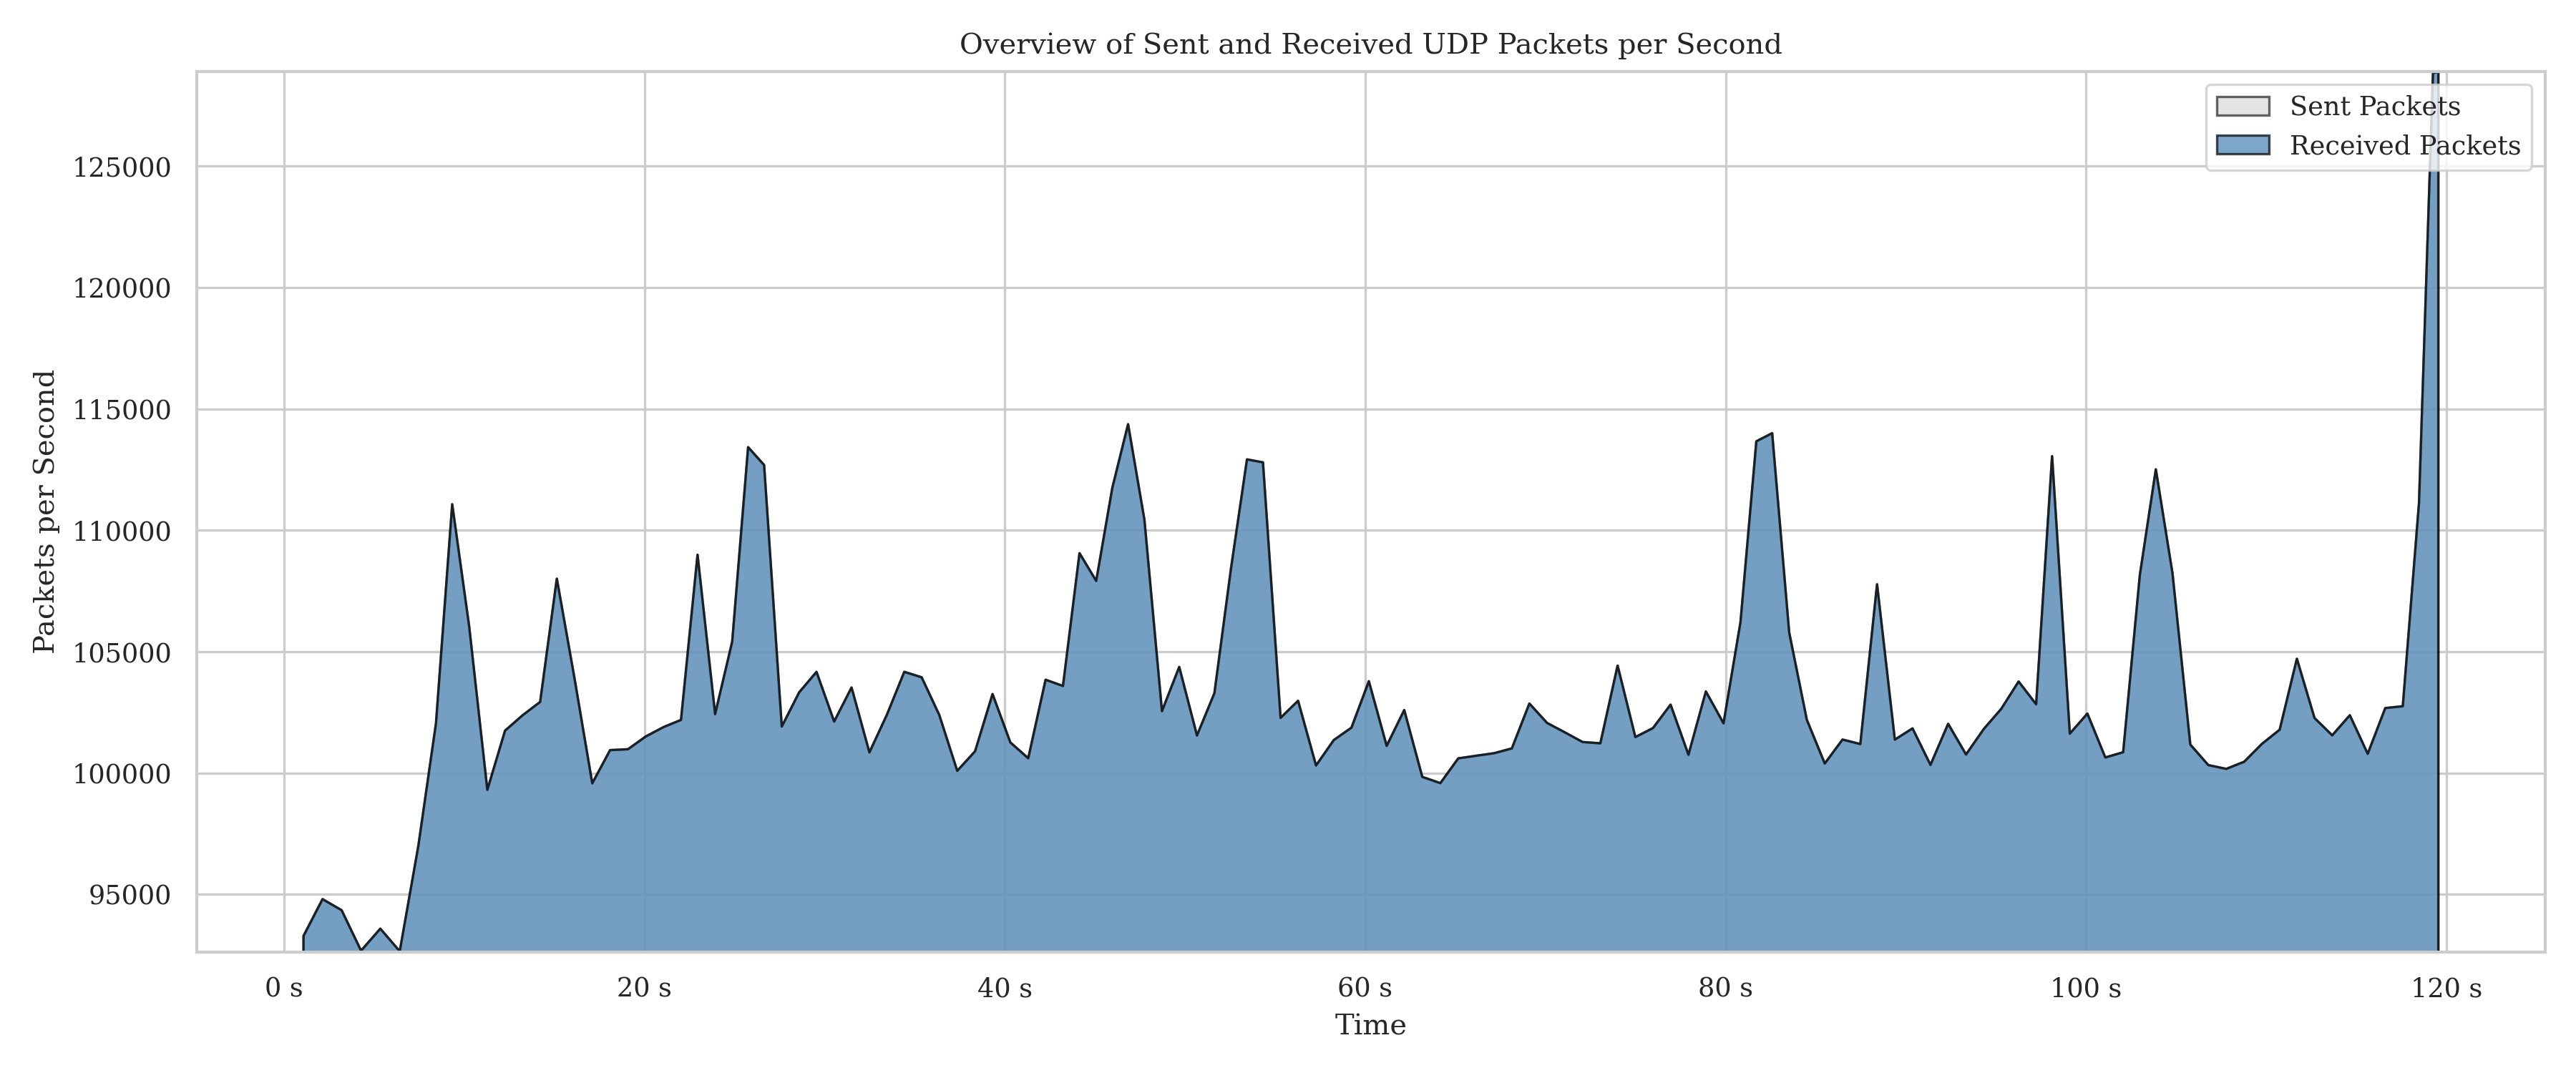 Overview of Sent and Received UDP Packets per Second
Sent Packets
Received Packets
Packets per Second
125000
120000
115000
110000
105000
100000
95000
0 s
20 s
40 s
60 s
80 s
100 s
120 s
Time